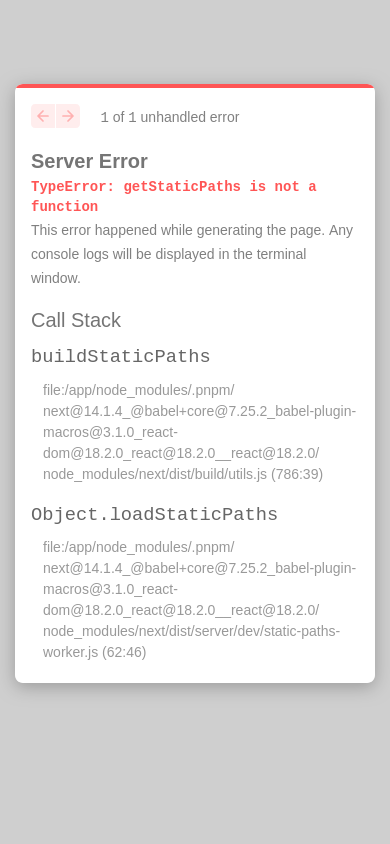 1 of 1 unhandled error
Server Error
TypeError: getStaticPaths is not a
function
This error happened while generating the page. Any
console logs will be displayed in the terminal
window.
Call Stack
buildStaticPaths
file:/app/node_modules/.pnpm/
next@14.1.4_@babel+core@7.25.2_babel-plugin-
macros@3.1.0_react-
dom@18.2.0_react@18.2.0__react@18.2.0/
node_modules/next/dist/build/utils.js (786:39)
Object.loadStaticPaths
file:/app/node_modules/.pnpm/
next@14.1.4_@babel+core@7.25.2_babel-plugin-
macros@3.1.0_react-
dom@18.2.0_react@18.2.0__react@18.2.0/
node_modules/next/dist/server/dev/static-paths-
worker.js (62:46)